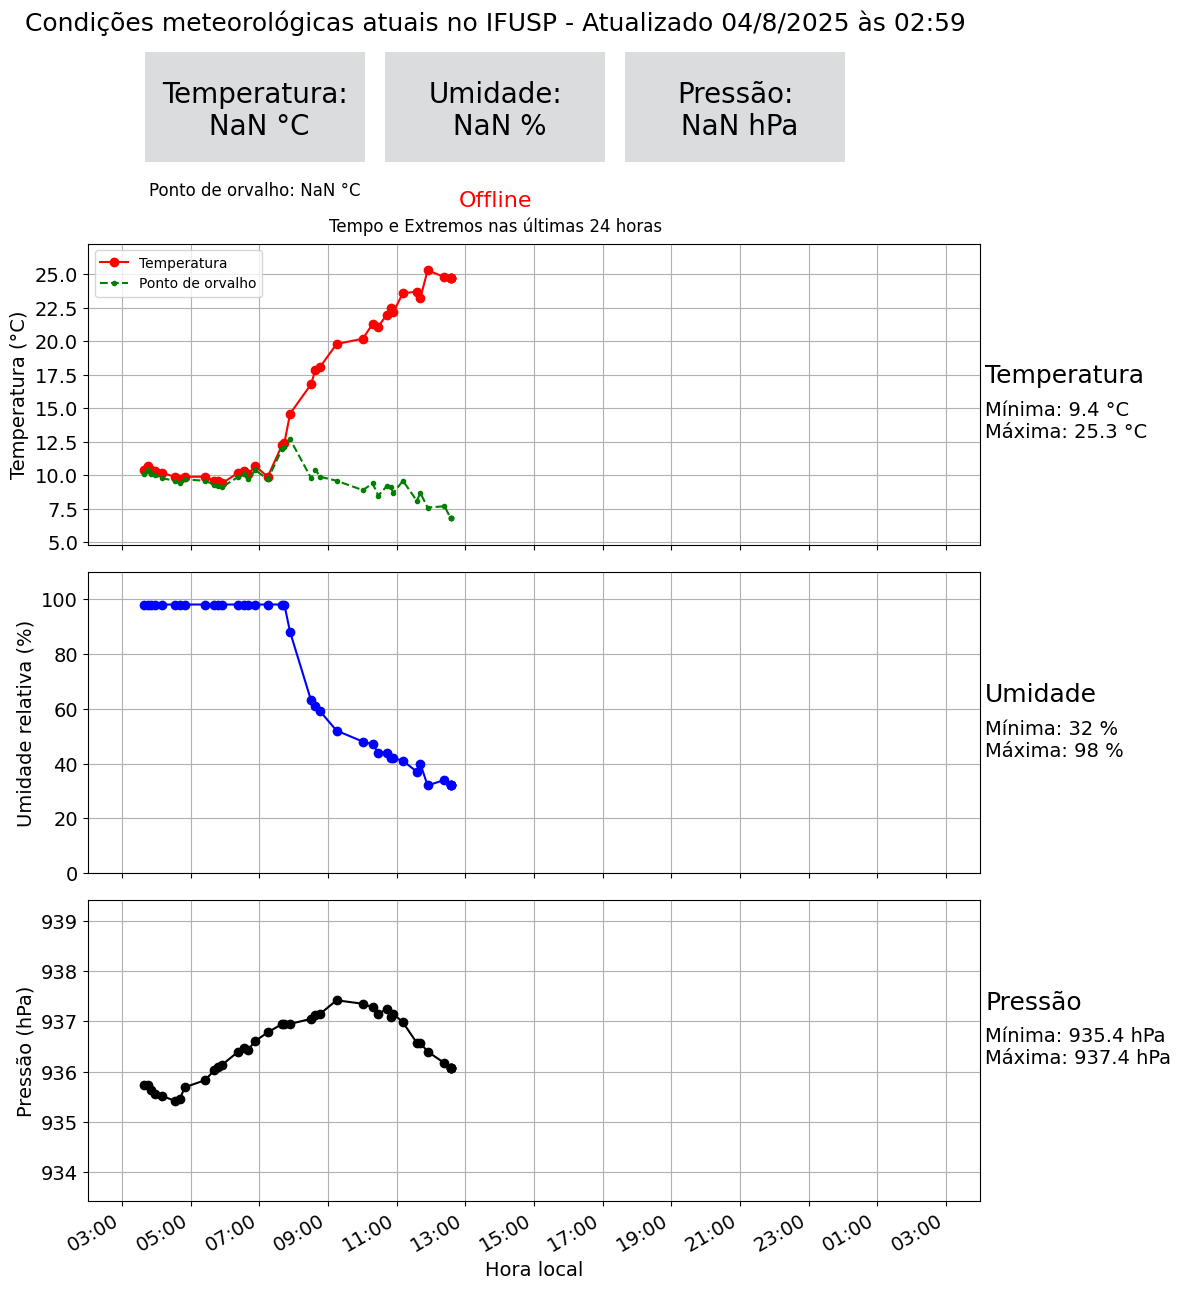 Condições meteorológicas atuais no IFUSP - Atualizado 04/8/2025 às 02:59
Temperatura:
NaN °C
Umidade:
NaN %
Pressão:
NaN hPa
Ponto de orvalho: NaN °C
Offline
Tempo e Extremos nas últimas 24 horas
Temperatura
Ponto de orvalho
Temperatura (°C)
25.0
22.5
20.0
17.5
15.0
12.5
10.0
7.5
5.0
Temperatura
Mínima: 9.4 °C
Máxima: 25.3 °C
Umidade relativa (%)
100
80
60
40
20
0
Umidade
Mínima: 32 %
Máxima: 98 %
Pressão (hPa)
939
938
937
936
935
934
Pressão
Mínima: 935.4 hPa
Máxima: 937.4 hPa
03:00
05:00
07:00
09:00
11:00
13:00
15:00
17:00
19:00
21:00
23:00
01:00
03:00
Hora local